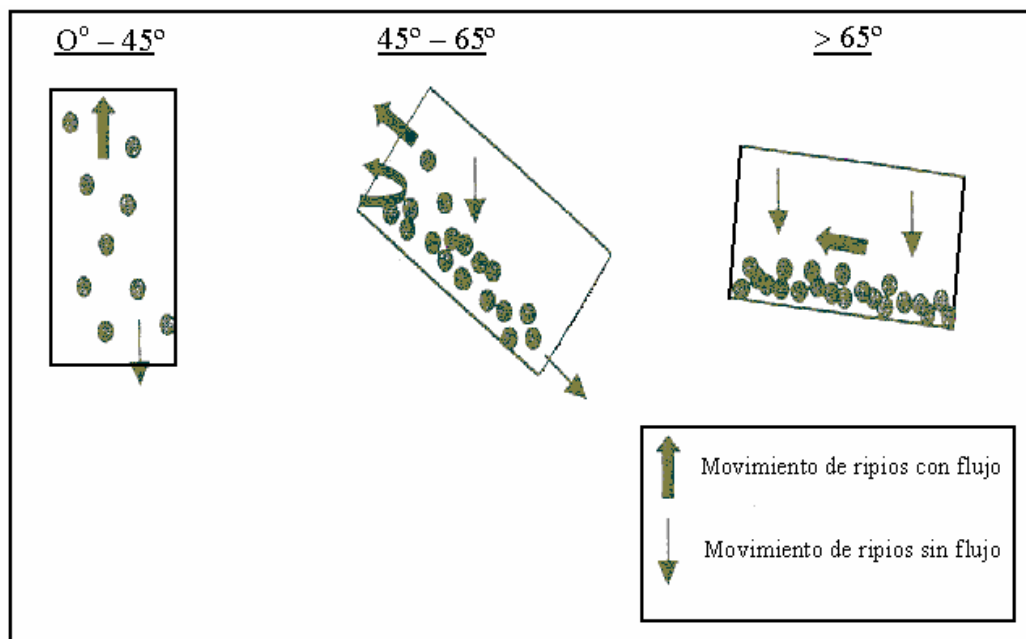 O° – 45°
45° – 65°
> 65°
Movimiento de ripios con flujo
Movimiento de ripios sin flujo